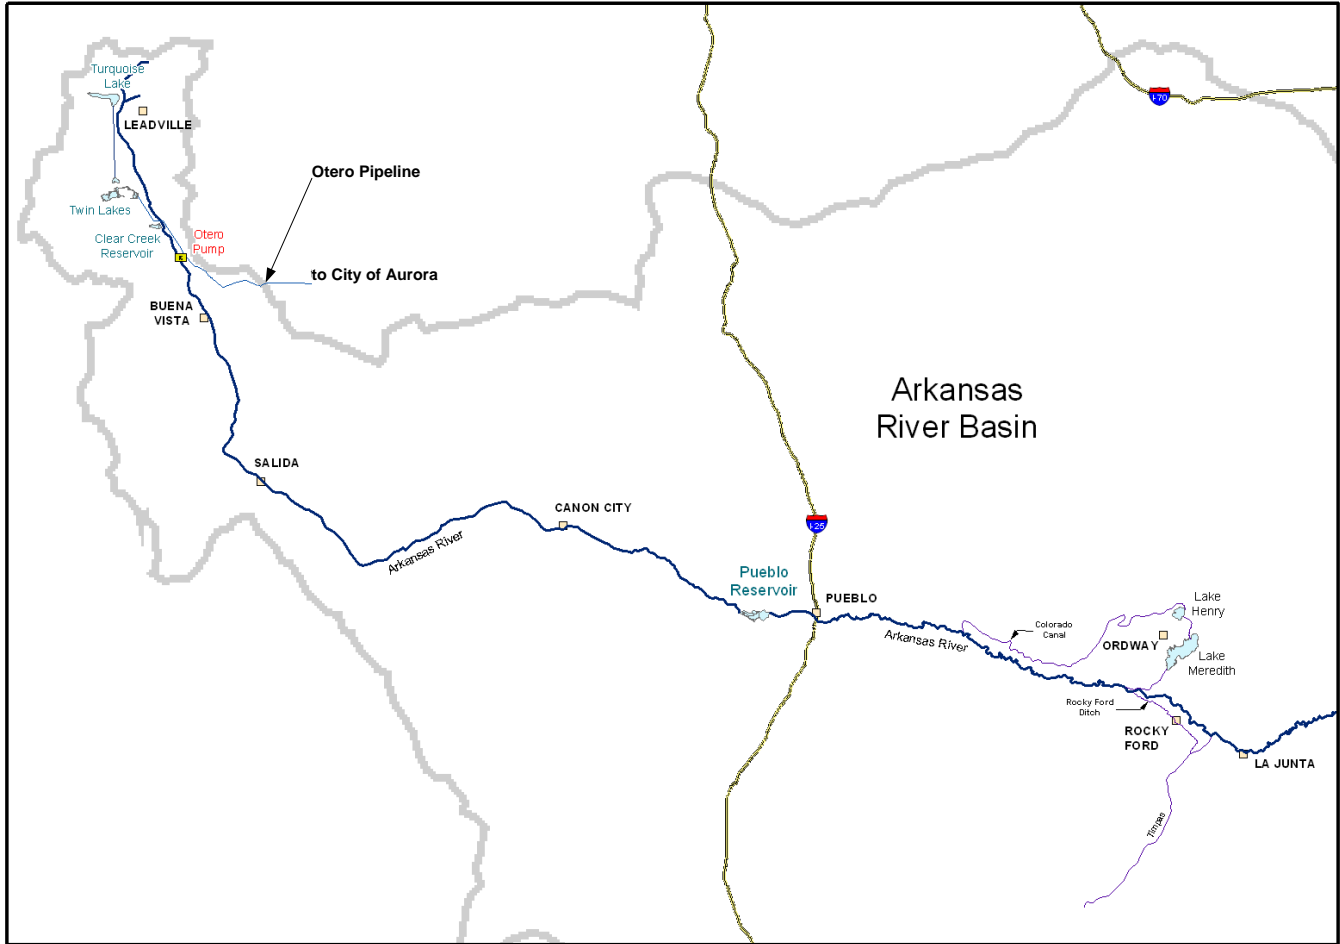 Turquoise
Lake
LEADVILLE
I-70
Otero Pipeline
Twin Lakes
Clear Creek
Reservoir
Otero
Pump
to City of Aurora
BUENA
VISTA
Arkansas
River Basin
SALIDA
CANON CITY
I-25
Arkansas River
Pueblo
Reservoir
PUEBLO
Lake
Henry
Colorado
Canal
Arkansas River
ORDWAY
Lake
Meredith
Rocky Ford
Ditch
ROCKY
FORD
LA JUNTA
Timpas